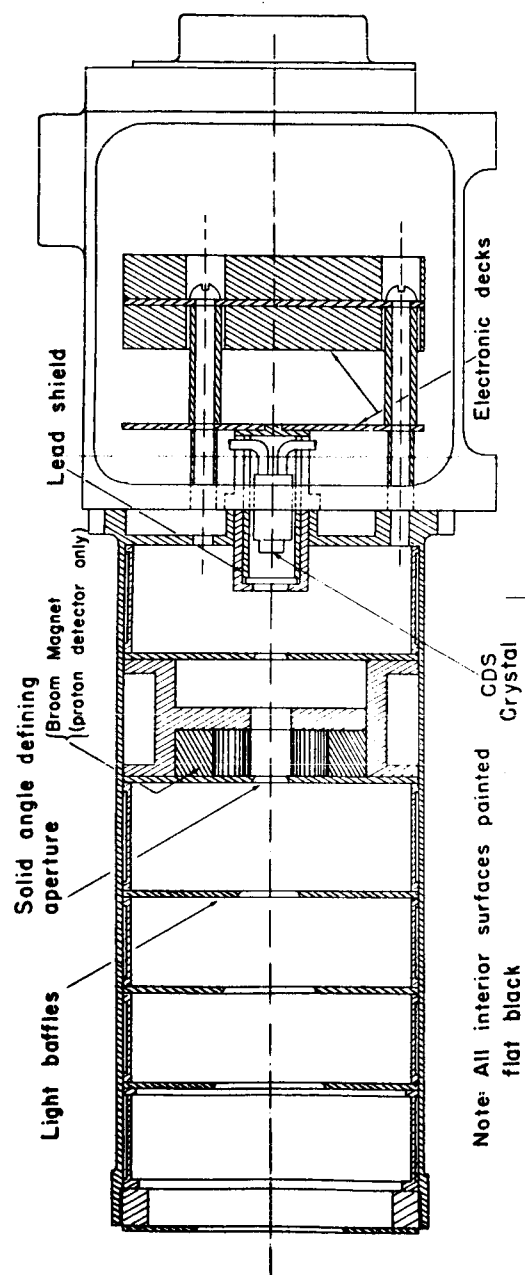 Light baffles
Solid angle defining
aperture
{Broom Magnet
{(proton detector only)
Lead shield
Electronic decks
CDS
Crystal
Note: All interior surfaces painted
flat black